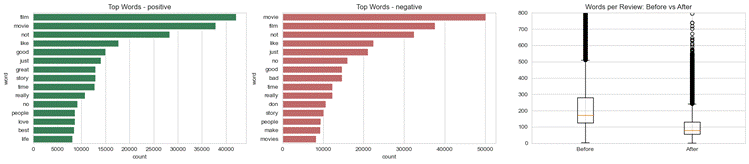 Top Words - positive
word
film
movie
not
like
good
just
great
story
time
really
no
people
love
best
life
0 5000 10000 15000 20000 25000 30000 35000 40000
count
Top Words - negative
word
movie
film
not
like
just
no
good
bad
time
really
don
story
people
make
movies
0 10000 20000 30000 40000 50000
count
Words per Review: Before vs After
800
700
600
500
400
300
200
100
0
Before After